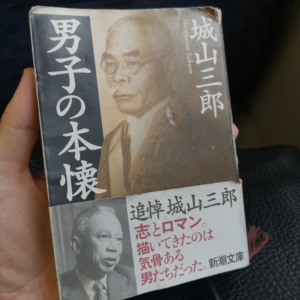 城山三郎
男子の本懐
追悼 城山三郎
志とロマン。
描いてきたのは
気骨ある
男たちだった。
新潮文庫